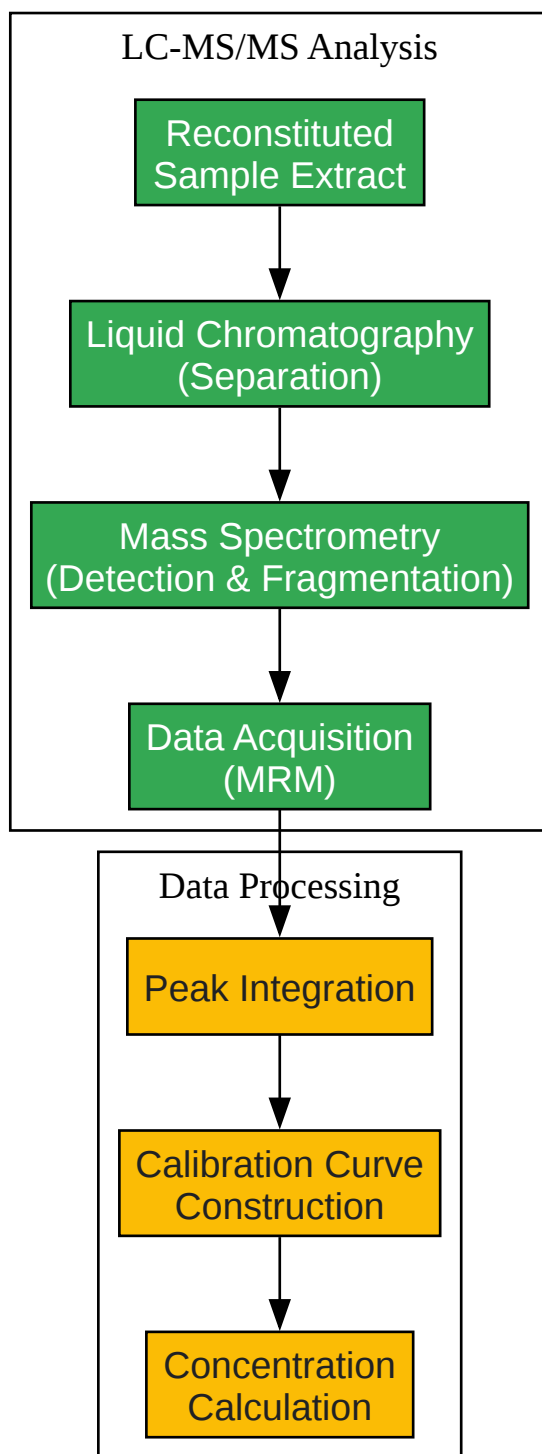 LC-MS/MS Analysis
Reconstituted
Sample Extract
Liquid Chromatography
(Separation)
Mass Spectrometry
(Detection & Fragmentation)
Data Acquisition
(MRM)
Data Processing
Peak Integration
Calibration Curve
Construction
Concentration
Calculation